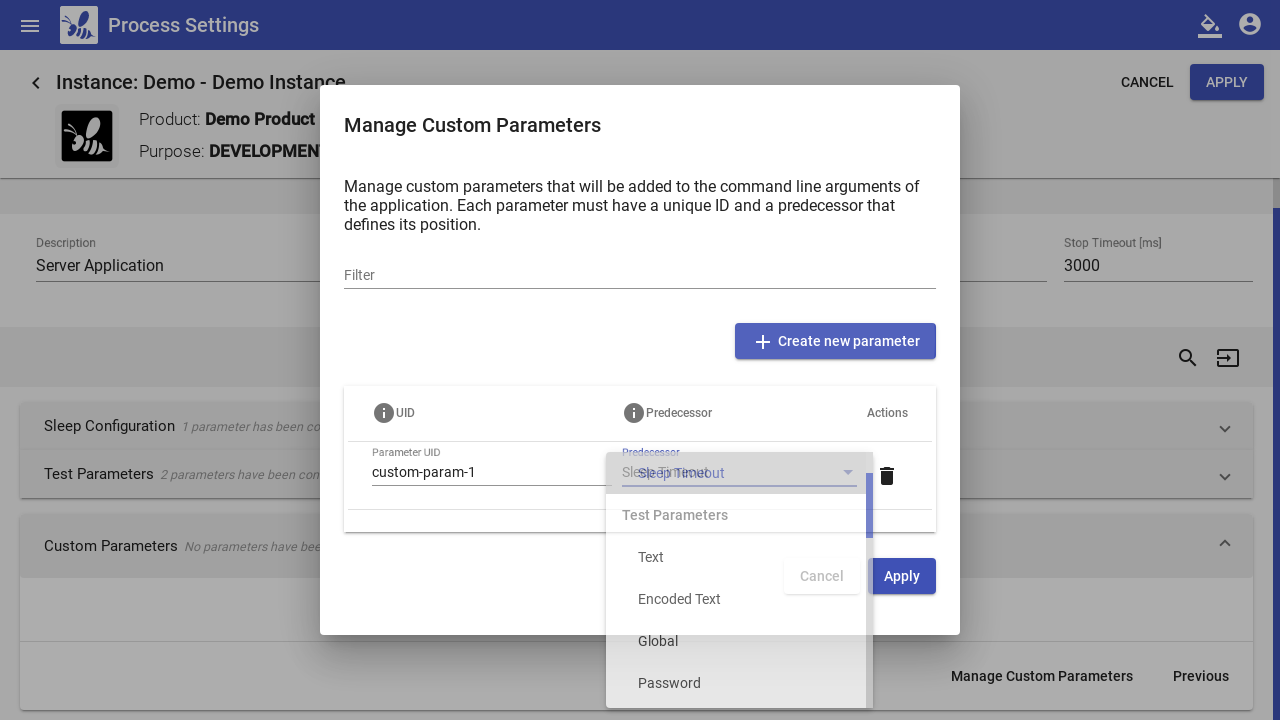 Process Settings
Instance: Demo - Demo Instance
CANCEL
APPLY
Product: Demo Product
Purpose: DEVELOPMENT
Manage Custom Parameters
Manage custom parameters that will be added to the command line arguments of
the application. Each parameter must have a unique ID and a predecessor that
defines its position.
Description
Server Application
Stop Timeout [ms]
3000
Filter
Create new parameter
UID
Predecessor
Actions
Sleep Configuration 1 parameter has been co
Test Parameters 2 parameters have been con
Parameter UID
custom-param-1
Predecessor
Sleep Timeout
Sleep Timeout
Test Parameters
Text
Encoded Text
Global
Password
Cancel
Apply
Custom Parameters No parameters have bee
Manage Custom Parameters
Previous